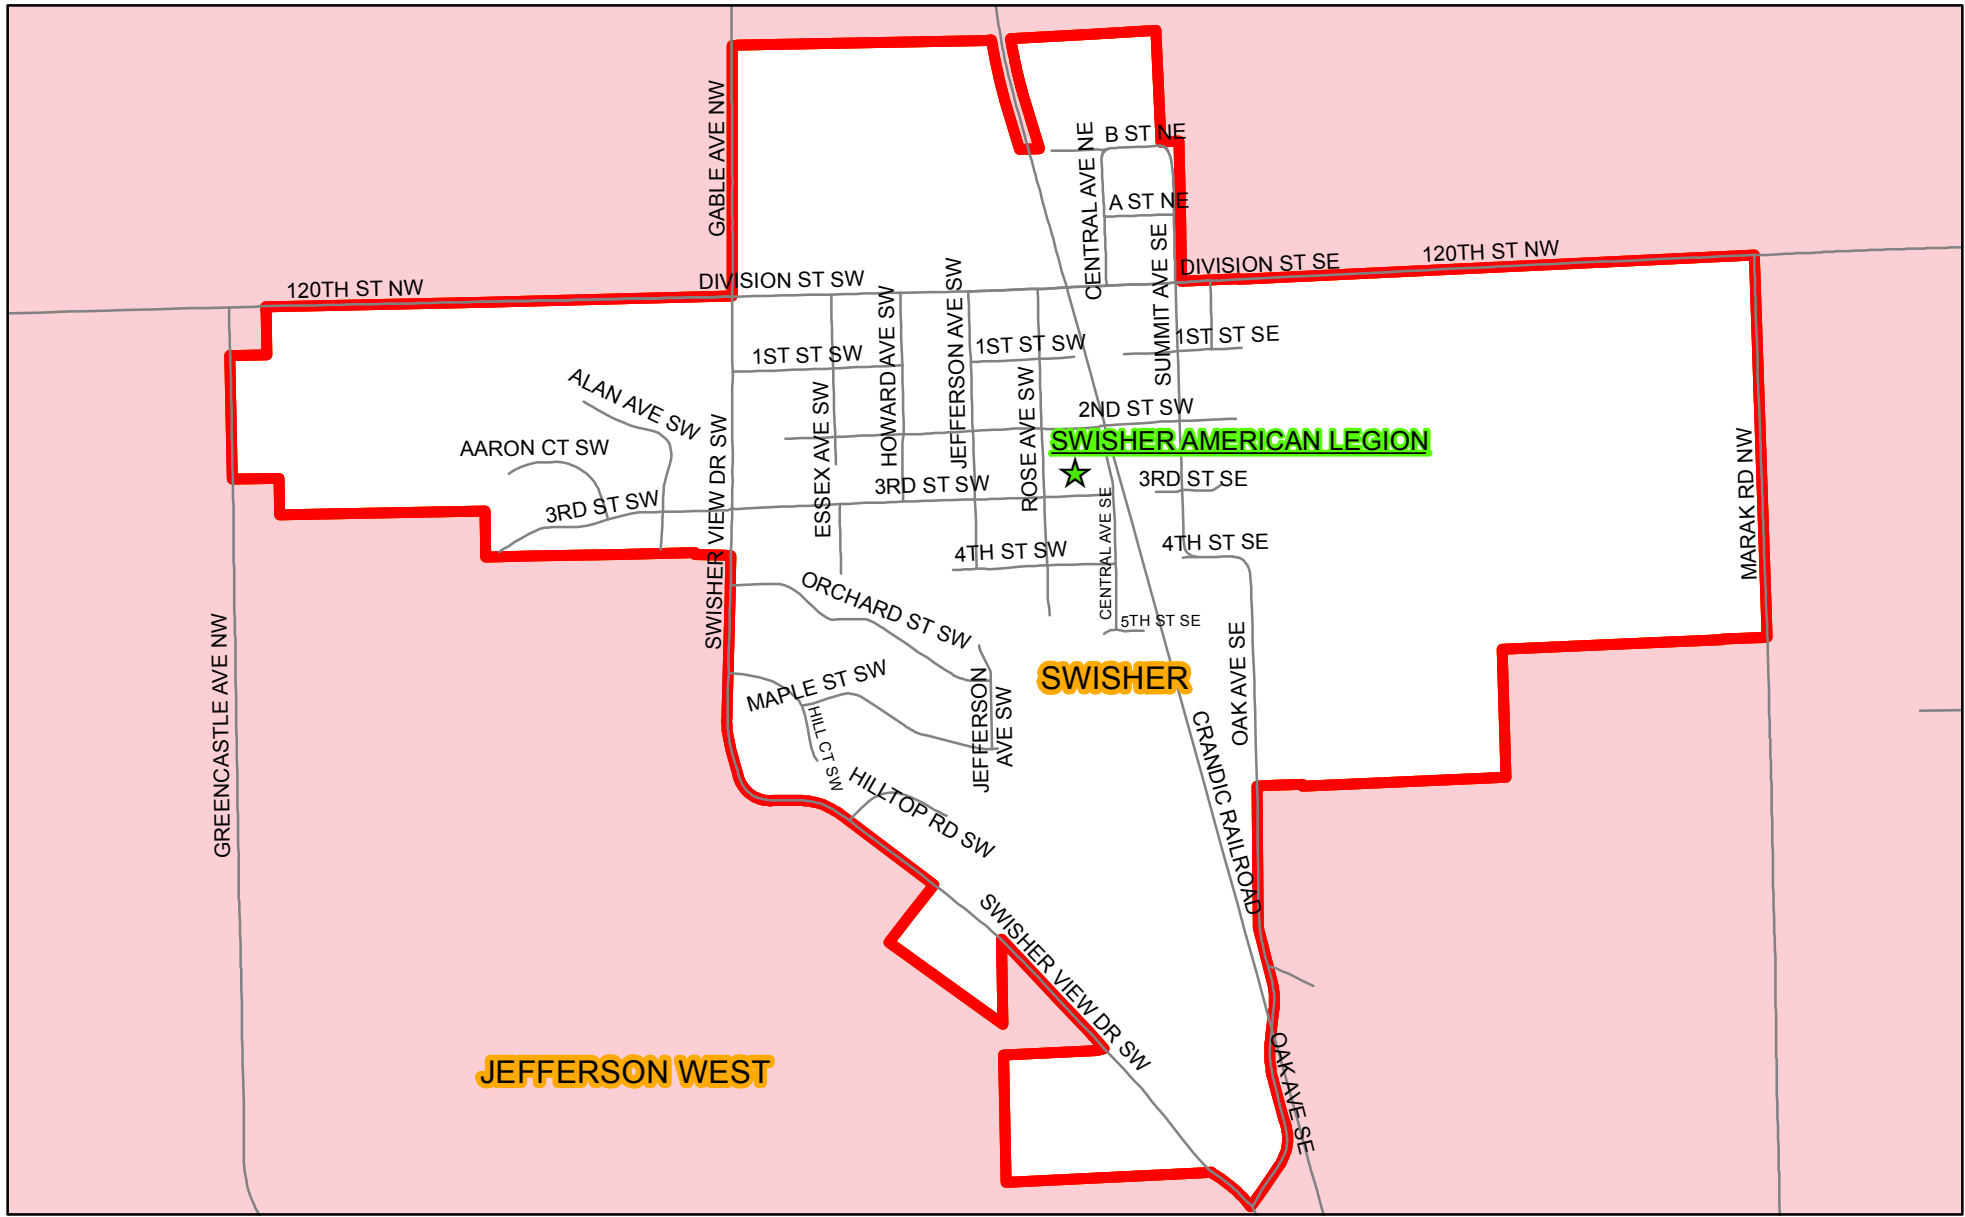 GABLE AVE NW
B ST NE
CENTRAL AVE NE
A ST NE
SUMMIT AVE SE
120TH ST NW
DIVISION ST SW
DIVISION ST SE
120TH ST NW
1ST ST SW
HOWARD AVE SW
JEFFERSON AVE SW
1ST ST SW
1ST ST SE
ALAN AVE SW
AARON CT SW
3RD ST SW
SWISHER VIEW DR SW
ESSEX AVE SW
ROSE AVE SW
2ND ST SW
SWISHER AMERICAN LEGION
3RD ST SW
3RD ST SE
MARAK RD NW
4TH ST SW
CENTRAL AVE SE
4TH ST SE
ORCHARD ST SW
5TH ST SE
GREENCASTLE AVE NW
MAPLE ST SW
HILL CT SW
JEFFERSON
AVE SW
SWISHER
OAK AVE SE
CRANDIC RAILROAD
HILLTOP RD SW
SWISHER VIEW DR SW
JEFFERSON WEST
OAK AVE SE